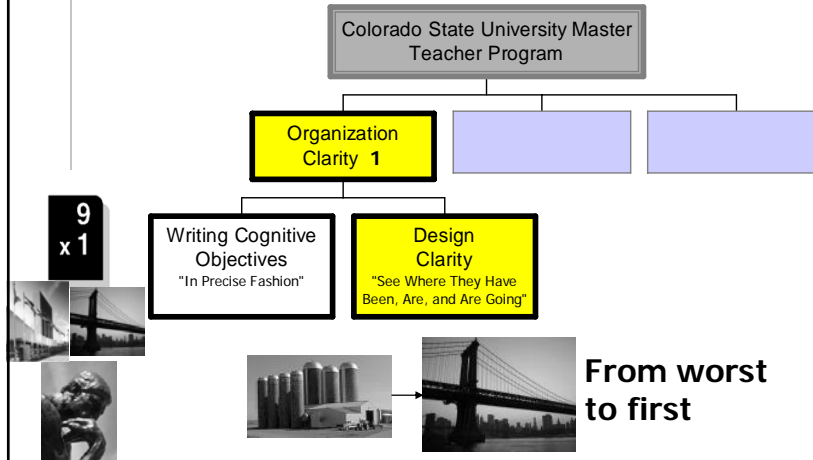 Colorado State University Master
Teacher Program
Organization
Clarity 1
9
x 1
Writing Cognitive
Objectives
"In Precise Fashion"
Design
Clarity
"See Where They Have
Been, Are, and Are Going"
From worst
to first